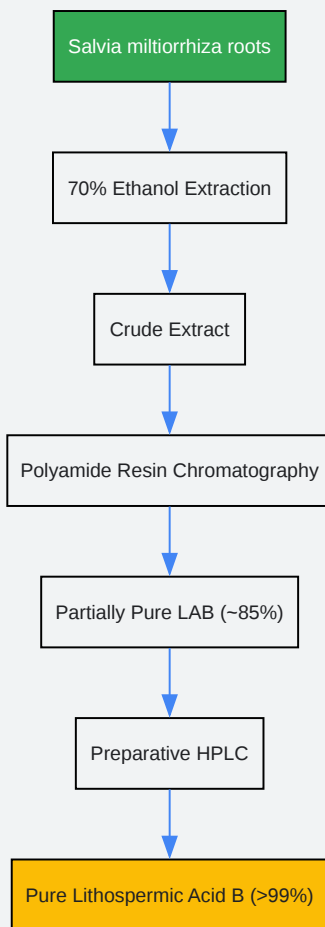 Salvia miltiorrhiza roots
70% Ethanol Extraction
Crude Extract
Polyamide Resin Chromatography
Partially Pure LAB (~85%)
Preparative HPLC
Pure Lithospermic Acid B (>99%)